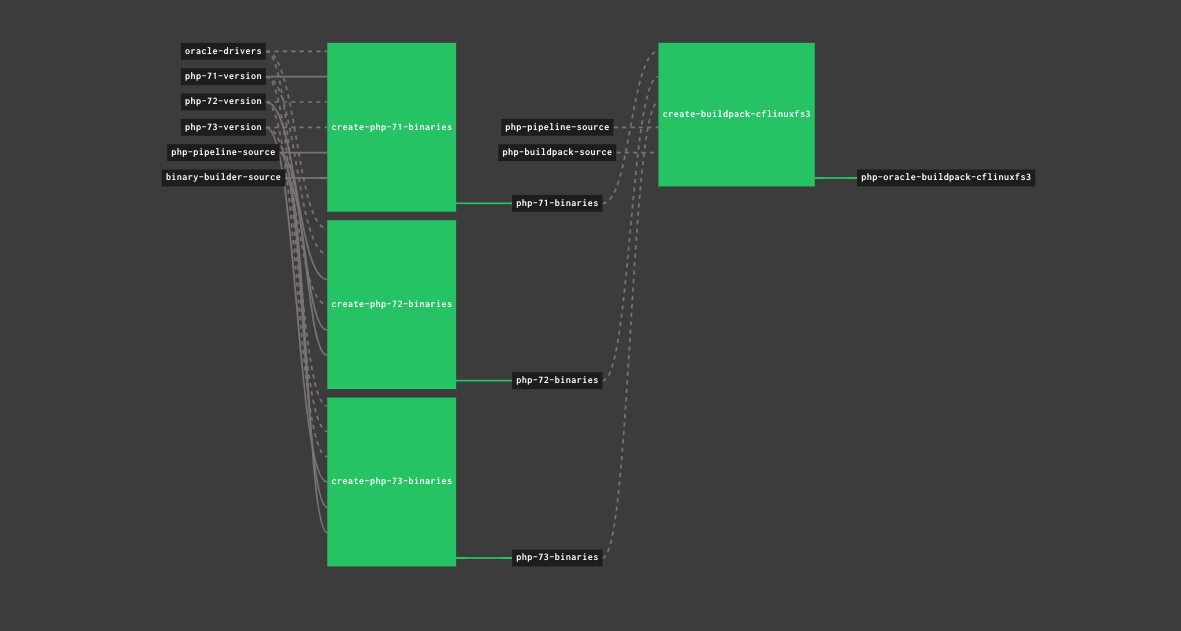 oracle-drivers
php-71-version
php-72-version
php-73-version
php-pipeline-source
binary-builder-source
create-php-71-binaries
create-php-72-binaries
create-php-73-binaries
php-pipeline-source
php-buildpack-source
php-71-binaries
php-72-binaries
php-73-binaries
create-buildpack-cflinuxfs3
php-oracle-buildpack-cflinuxfs3